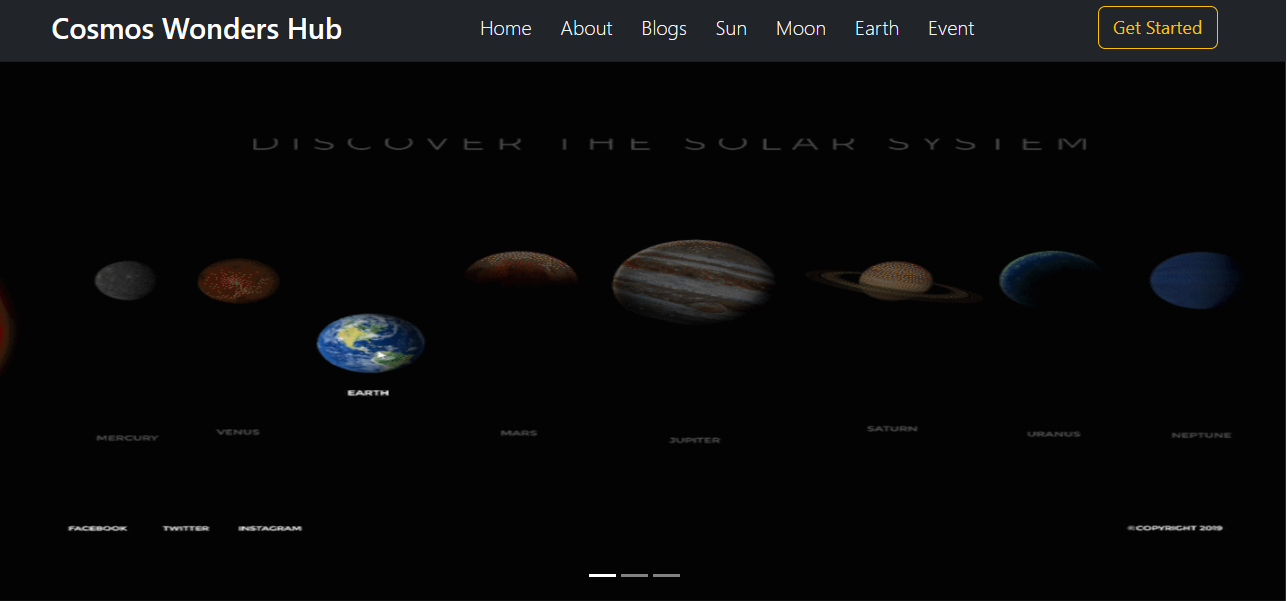 Cosmos Wonders Hub Home About Blogs Sun Moon Earth Event Get Started
DISCOVER THE SOLAR SYSTEM
EARTH
MERCURY VENUS MARS JUPITER SATURN URANUS NEPTUNE
FACEBOOK TWITTER INSTAGRAM ©COPYRIGHT 2019